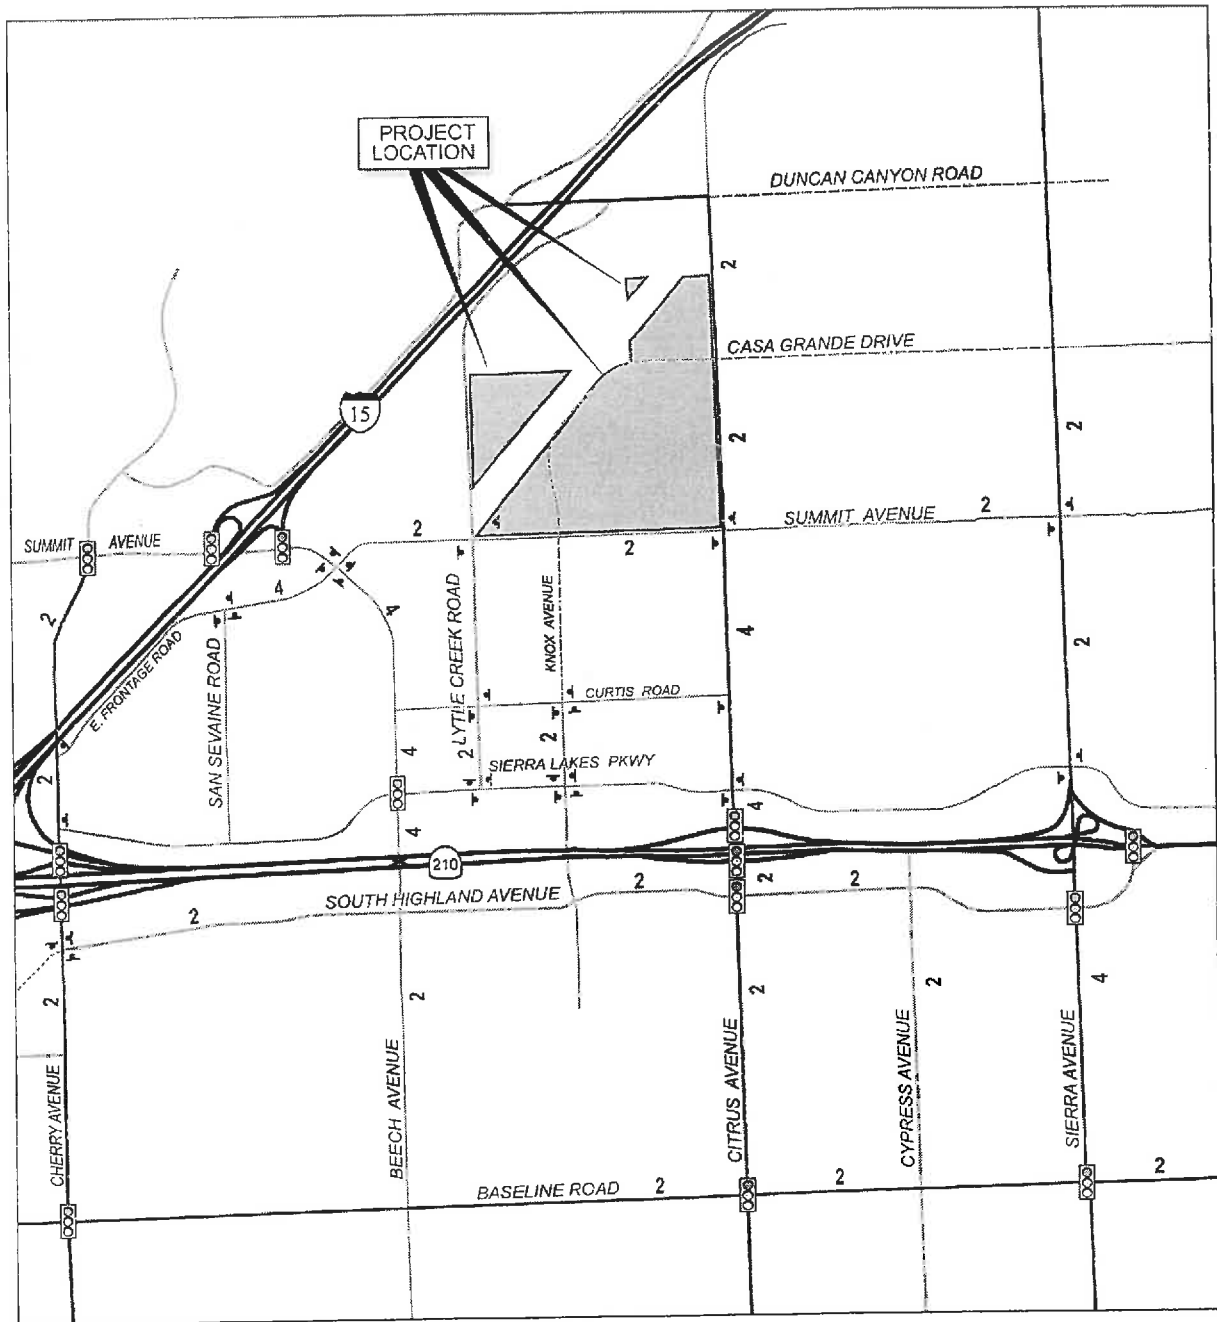 PROJECT
LOCATION
DUNCAN CANYON ROAD
2
CASA GRANDE DRIVE
15
2
2
SUMMIT AVENUE
2
2
SUMMIT AVENUE
2
4
4
2
E. FRONTAGE ROAD
SAN SEVAINE ROAD
LYTLE CREEK ROAD
KNOX AVENUE
4
2
CURTIS ROAD
2
4
2
2
SIERRA LAKES PKWY
4
4
210
SOUTH HIGHLAND AVENUE
2
2
2
2
2
2
2
2
4
CHERRY AVENUE
BEECH AVENUE
CITRUS AVENUE
CYPRESS AVENUE
SIERRA AVENUE
BASELINE ROAD
2
2
2